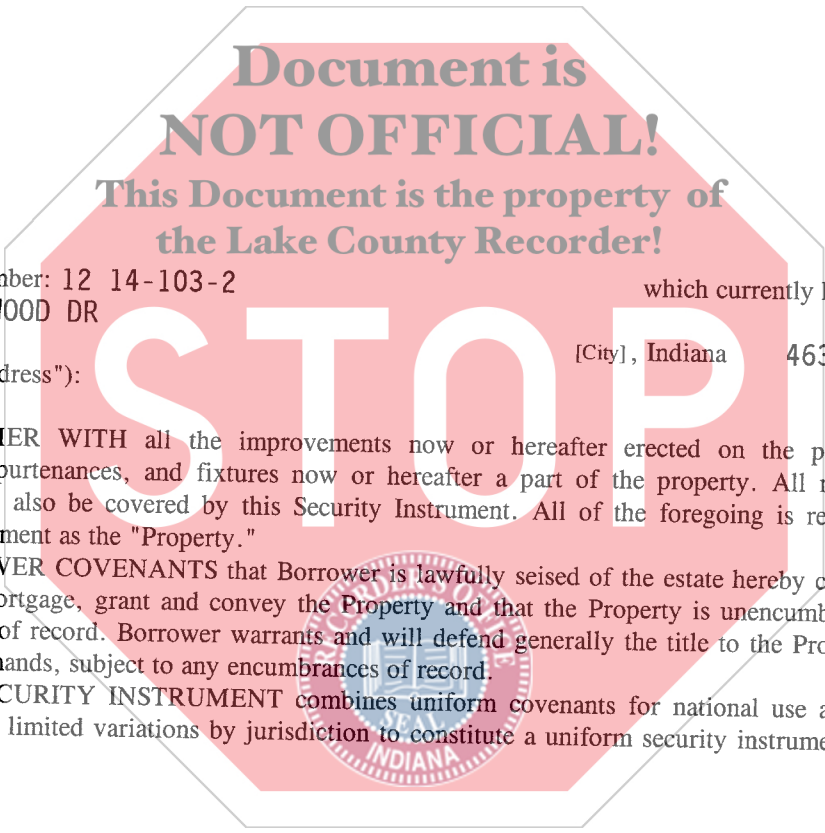 Document is
NOT OFFICIAL!
This Document is the property of
the Lake County Recorder!
mber: 12 14-103-2
which currently
OOD DR
STOP
[City], Indiana 463
dress"):
ER WITH all the improvements now or hereafter erected on the p
purtenances, and fixtures now or hereafter a part of the property. All
also be covered by this Security Instrument. All of the foregoing is re
ment as the "Property."
VER COVENANTS that Borrower is lawfully seised of the estate hereby c
ortgage, grant and convey the Property and that the Property is unencumb
of record. Borrower warrants and will defend generally the title to the Pro
ands, subject to any encumbrances of record.
CURITY INSTRUMENT combines uniform covenants for national use a
limited variations by jurisdiction to constitute a uniform security instrume
RECORDER'S OFFICE
SEAL
INDIANA